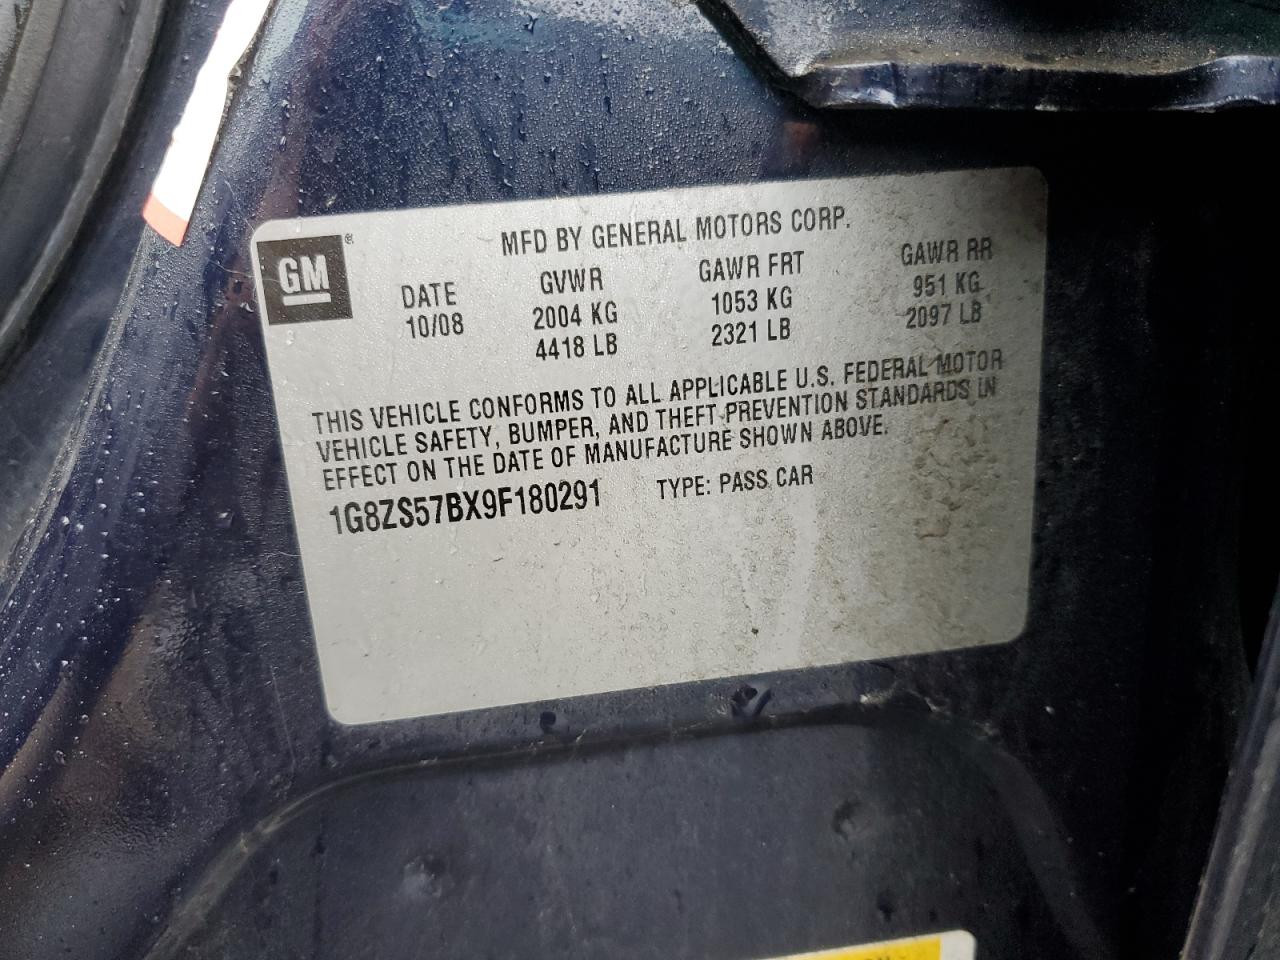 MFD BY GENERAL MOTORS CORP.
GM®
DATE GVWR GAWR FRT GAWR RR
10/08 2004 KG 1053 KG 951 KG
4418 LB 2321 LB 2097 LB
THIS VEHICLE CONFORMS TO ALL APPLICABLE U.S. FEDERAL MOTOR
VEHICLE SAFETY, BUMPER, AND THEFT PREVENTION STANDARDS IN
EFFECT ON THE DATE OF MANUFACTURE SHOWN ABOVE.
1G8ZS57BX9F180291 TYPE: PASS CAR